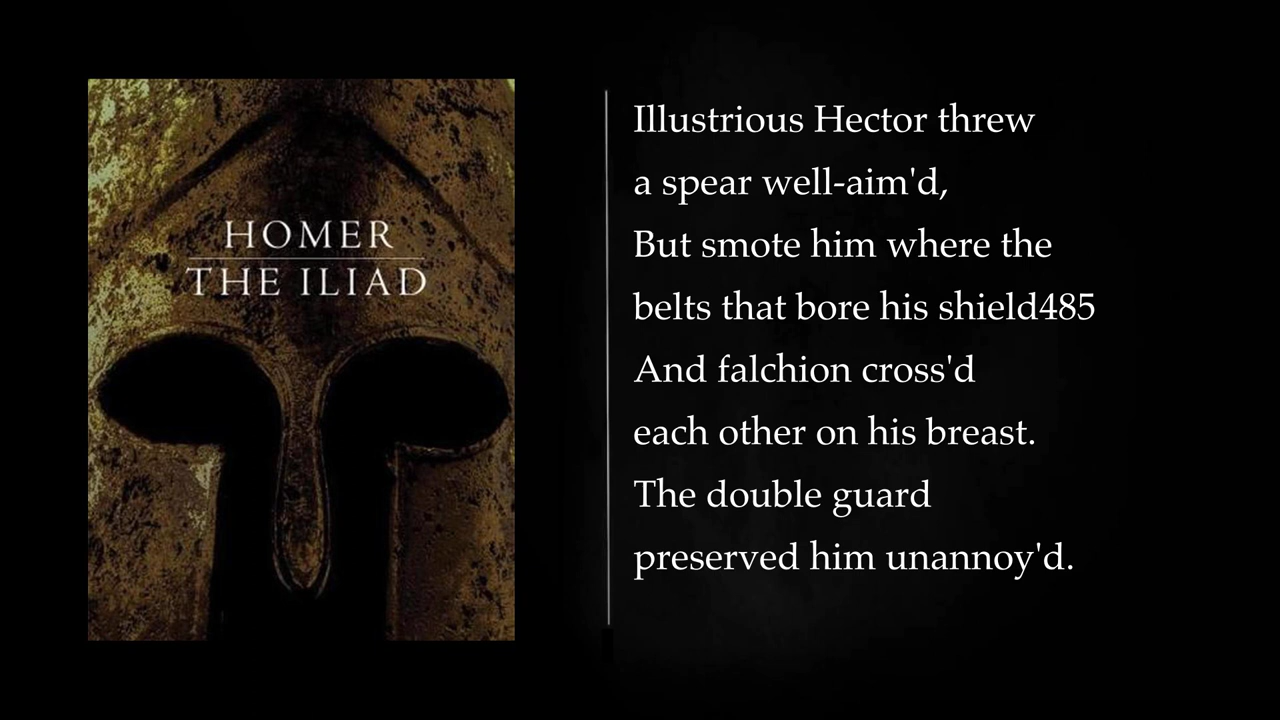 HOMER
THE ILIAD
Illustrious Hector threw
a spear well-aim'd,
But smote him where the
belts that bore his shield485
And falchion cross'd
each other on his breast.
The double guard
preserved him unannoy'd.